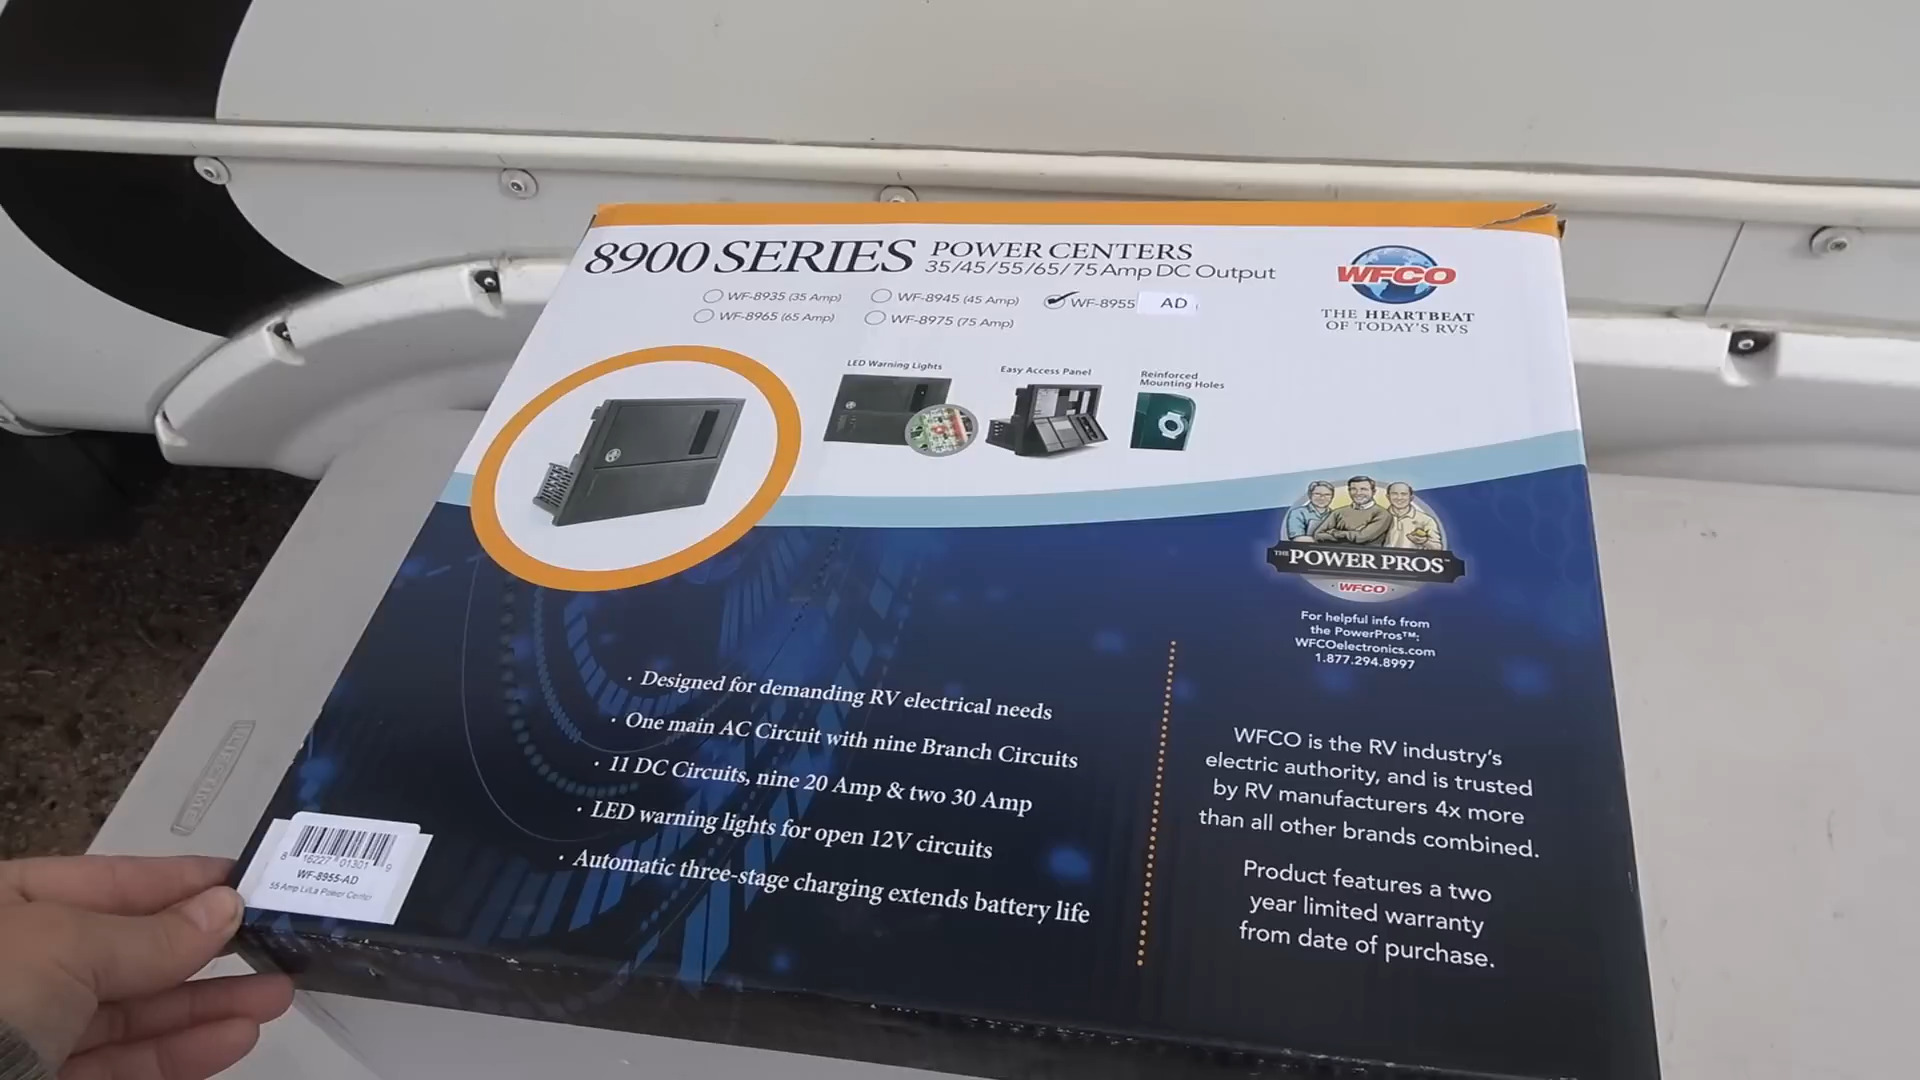 8900 SERIES POWER CENTERS
35/45/55/65/75 Amp DC Output
WF-8935 (35 Amp) WF-8945 (45 Amp) WF-8955 AD
WF-8965 (65 Amp) WF-8975 (75 Amp)
WFCO
THE HEARTBEAT
OF TODAY'S RVS
LED Warning Lights
Easy Access Panel
Reinforced
Mounting Holes
THE POWER PROS™
WFCO
For helpful info from
the PowerPros™:
WFCOelectronics.com
1.877.294.8997
· Designed for demanding RV electrical needs
· One main AC Circuit with nine Branch Circuits
· 11 DC Circuits, nine 20 Amp & two 30 Amp
· LED warning lights for open 12V circuits
· Automatic three-stage charging extends battery life
WFCO is the RV industry's
electric authority, and is trusted
by RV manufacturers 4x more
than all other brands combined.
Product features a two
year limited warranty
from date of purchase.
8 16227 01301 9
WF-8955-AD
55 Amp Li/La Power Center